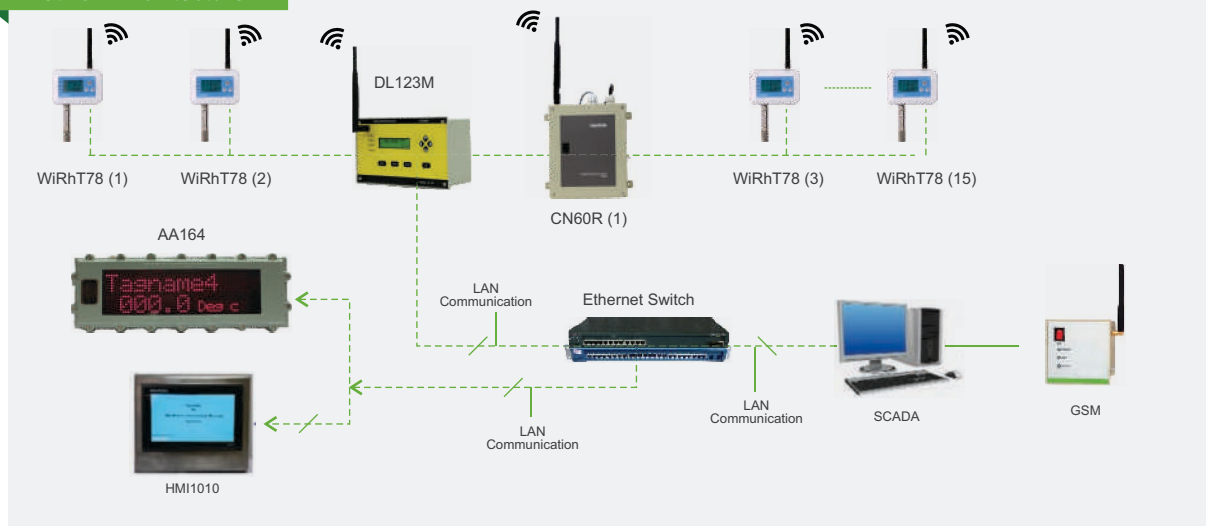 DL123M
WiRhT78 (1)
WiRhT78 (2)
CN60R (1)
WiRhT78 (3)
WiRhT78 (15)
AA164
Tagname4
000.0 Deg c
LAN
Communication
Ethernet Switch
LAN
Communication
LAN
Communication
SCADA
GSM
HMI1010